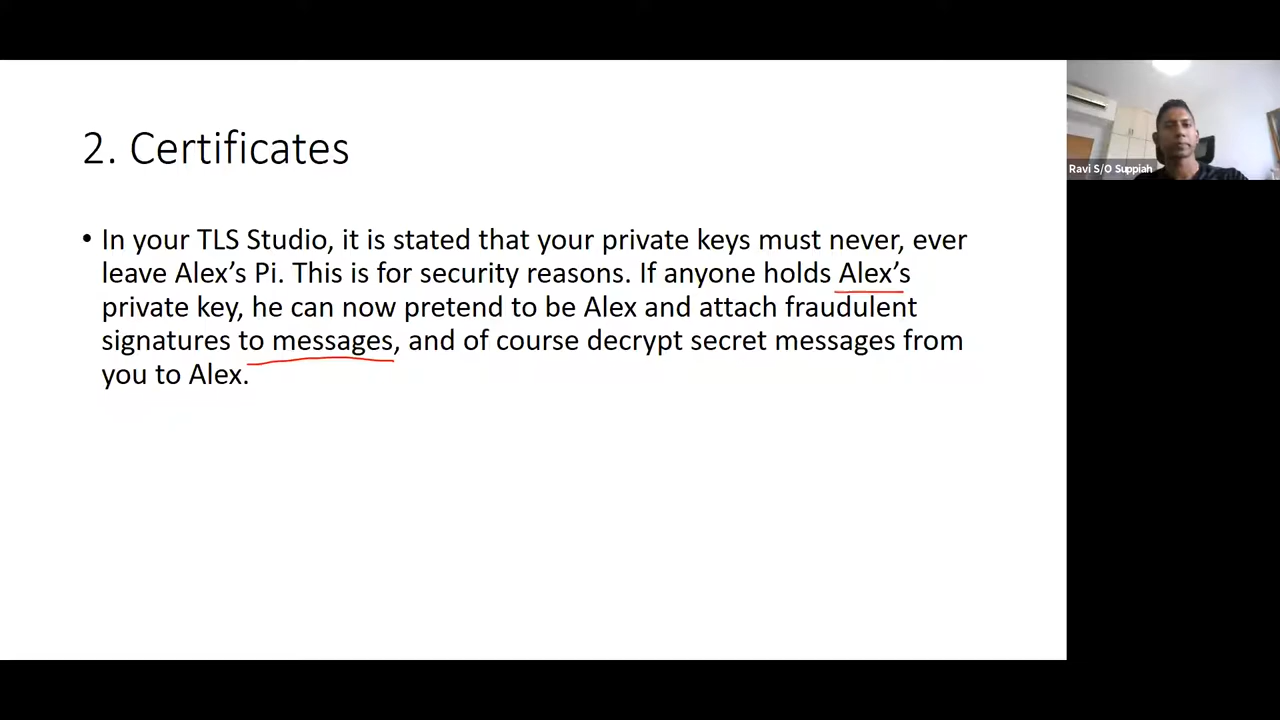 2. Certificates
• In your TLS Studio, it is stated that your private keys must never, ever
leave Alex’s Pi. This is for security reasons. If anyone holds Alex’s
private key, he can now pretend to be Alex and attach fraudulent
signatures to messages, and of course decrypt secret messages from
you to Alex.
Ravi S/O Suppiah